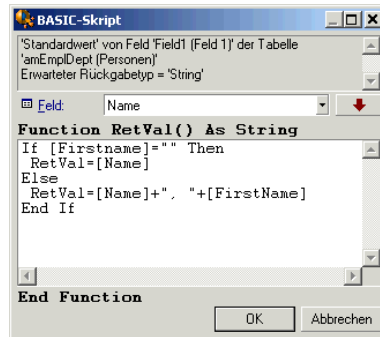 BASIC-Skript
'Standardwert' von Feld 'Field1 (Feld 1)' der Tabelle
'amEmplDept (Personen)'
Erwarteter Rückgabetyp = 'String'
Feld: Name
Function RetVal() As String
If [Firstname]="" Then
 RetVal=[Name]
Else
 RetVal=[Name]+", "+[FirstName]
End If
End Function
OK Abbrechen